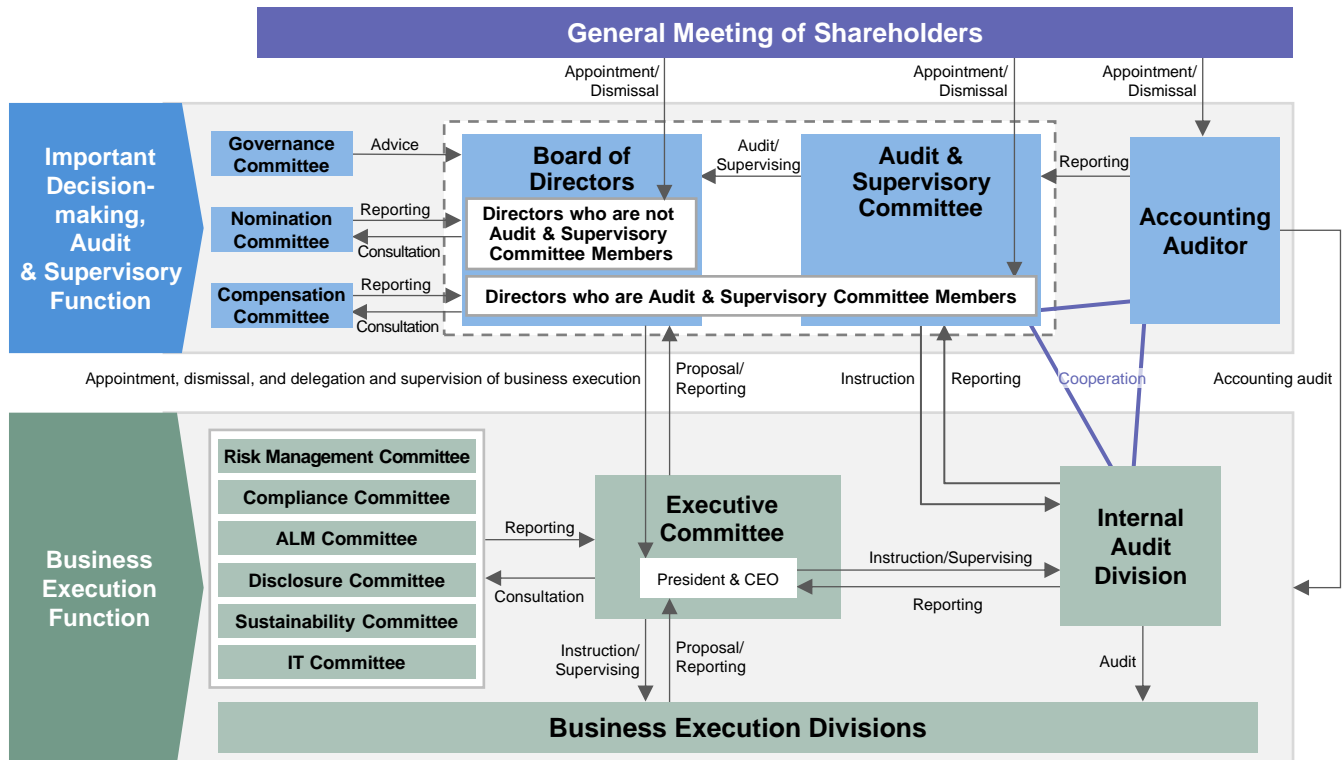 General Meeting of Shareholders
Appointment/
Dismissal
Appointment/
Dismissal
Appointment/
Dismissal
Important
Decision-
making,
Audit
& Supervisory
Function
Governance
Committee
Advice
Nomination
Committee
Reporting
Consultation
Compensation
Committee
Reporting
Consultation
Board of
Directors
Directors who are not
Audit & Supervisory
Committee Members
Audit/
Supervising
Audit &
Supervisory
Committee
Directors who are Audit & Supervisory Committee Members
Reporting
Accounting
Auditor
Appointment, dismissal, and delegation and supervision of business execution
Proposal/
Reporting
Instruction
Reporting
Cooperation
Accounting audit
Business
Execution
Function
Risk Management Committee
Compliance Committee
ALM Committee
Disclosure Committee
Sustainability Committee
IT Committee
Reporting
Consultation
Executive
Committee
President & CEO
Instruction/Supervising
Reporting
Internal
Audit
Division
Instruction/
Supervising
Proposal/
Reporting
Audit
Business Execution Divisions